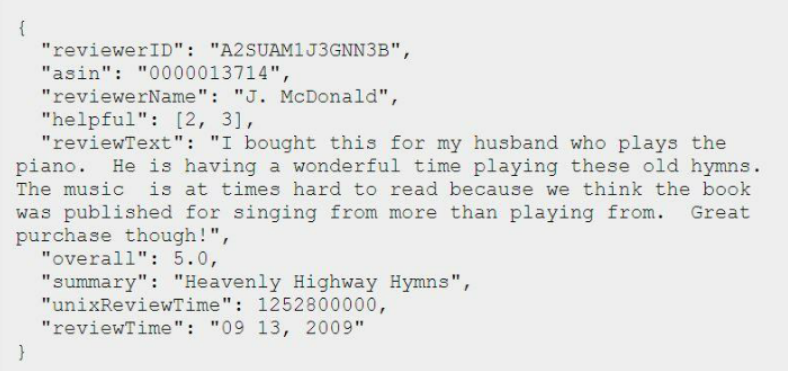 {
  "reviewerID": "A2SUAM1J3GNN3B",
  "asin": "0000013714",
  "reviewerName": "J. McDonald",
  "helpful": [2, 3],
  "reviewText": "I bought this for my husband who plays the
piano.  He is having a wonderful time playing these old hymns.
The music  is at times hard to read because we think the book
was published for singing from more than playing from.  Great
purchase though!",
  "overall": 5.0,
  "summary": "Heavenly Highway Hymns",
  "unixReviewTime": 1252800000,
  "reviewTime": "09 13, 2009"
}